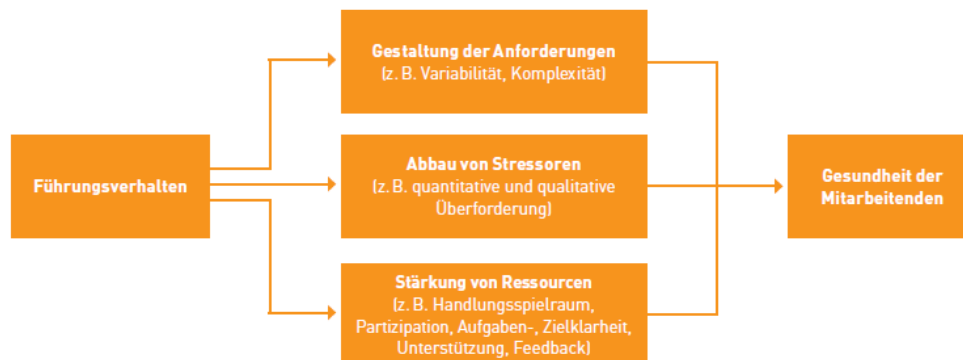 Gestaltung der Anforderungen
(z. B. Variabilität, Komplexität)
Führungsverhalten
Abbau von Stressoren
(z. B. quantitative und qualitative
Überforderung)
Gesundheit der
Mitarbeitenden
Stärkung von Ressourcen
(z. B. Handlungsspielraum,
Partizipation, Aufgaben-, Zielklarheit,
Unterstützung, Feedback)